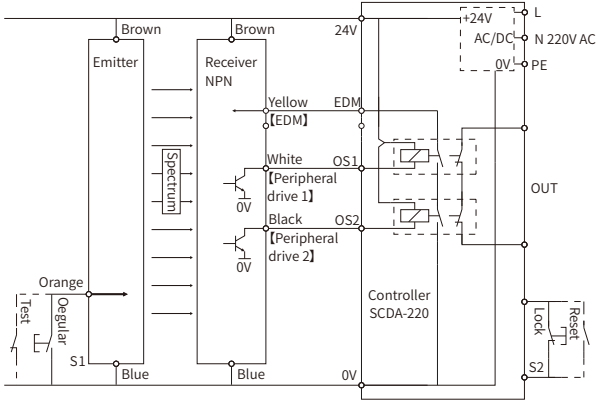 Brown
Brown
24V
+24V
L
AC/DC
N 220V AC
0V
PE
Emitter
Receiver
NPN
Yellow
【EDM】
EDM
Spectrum
White
OS1
【Peripheral
drive 1】
0V
Black
OS2
【Peripheral
drive 2】
0V
OUT
Orange
Test
Oegular
S1
Controller
SCDA-220
Lock
Reset
S2
Blue
Blue
0V